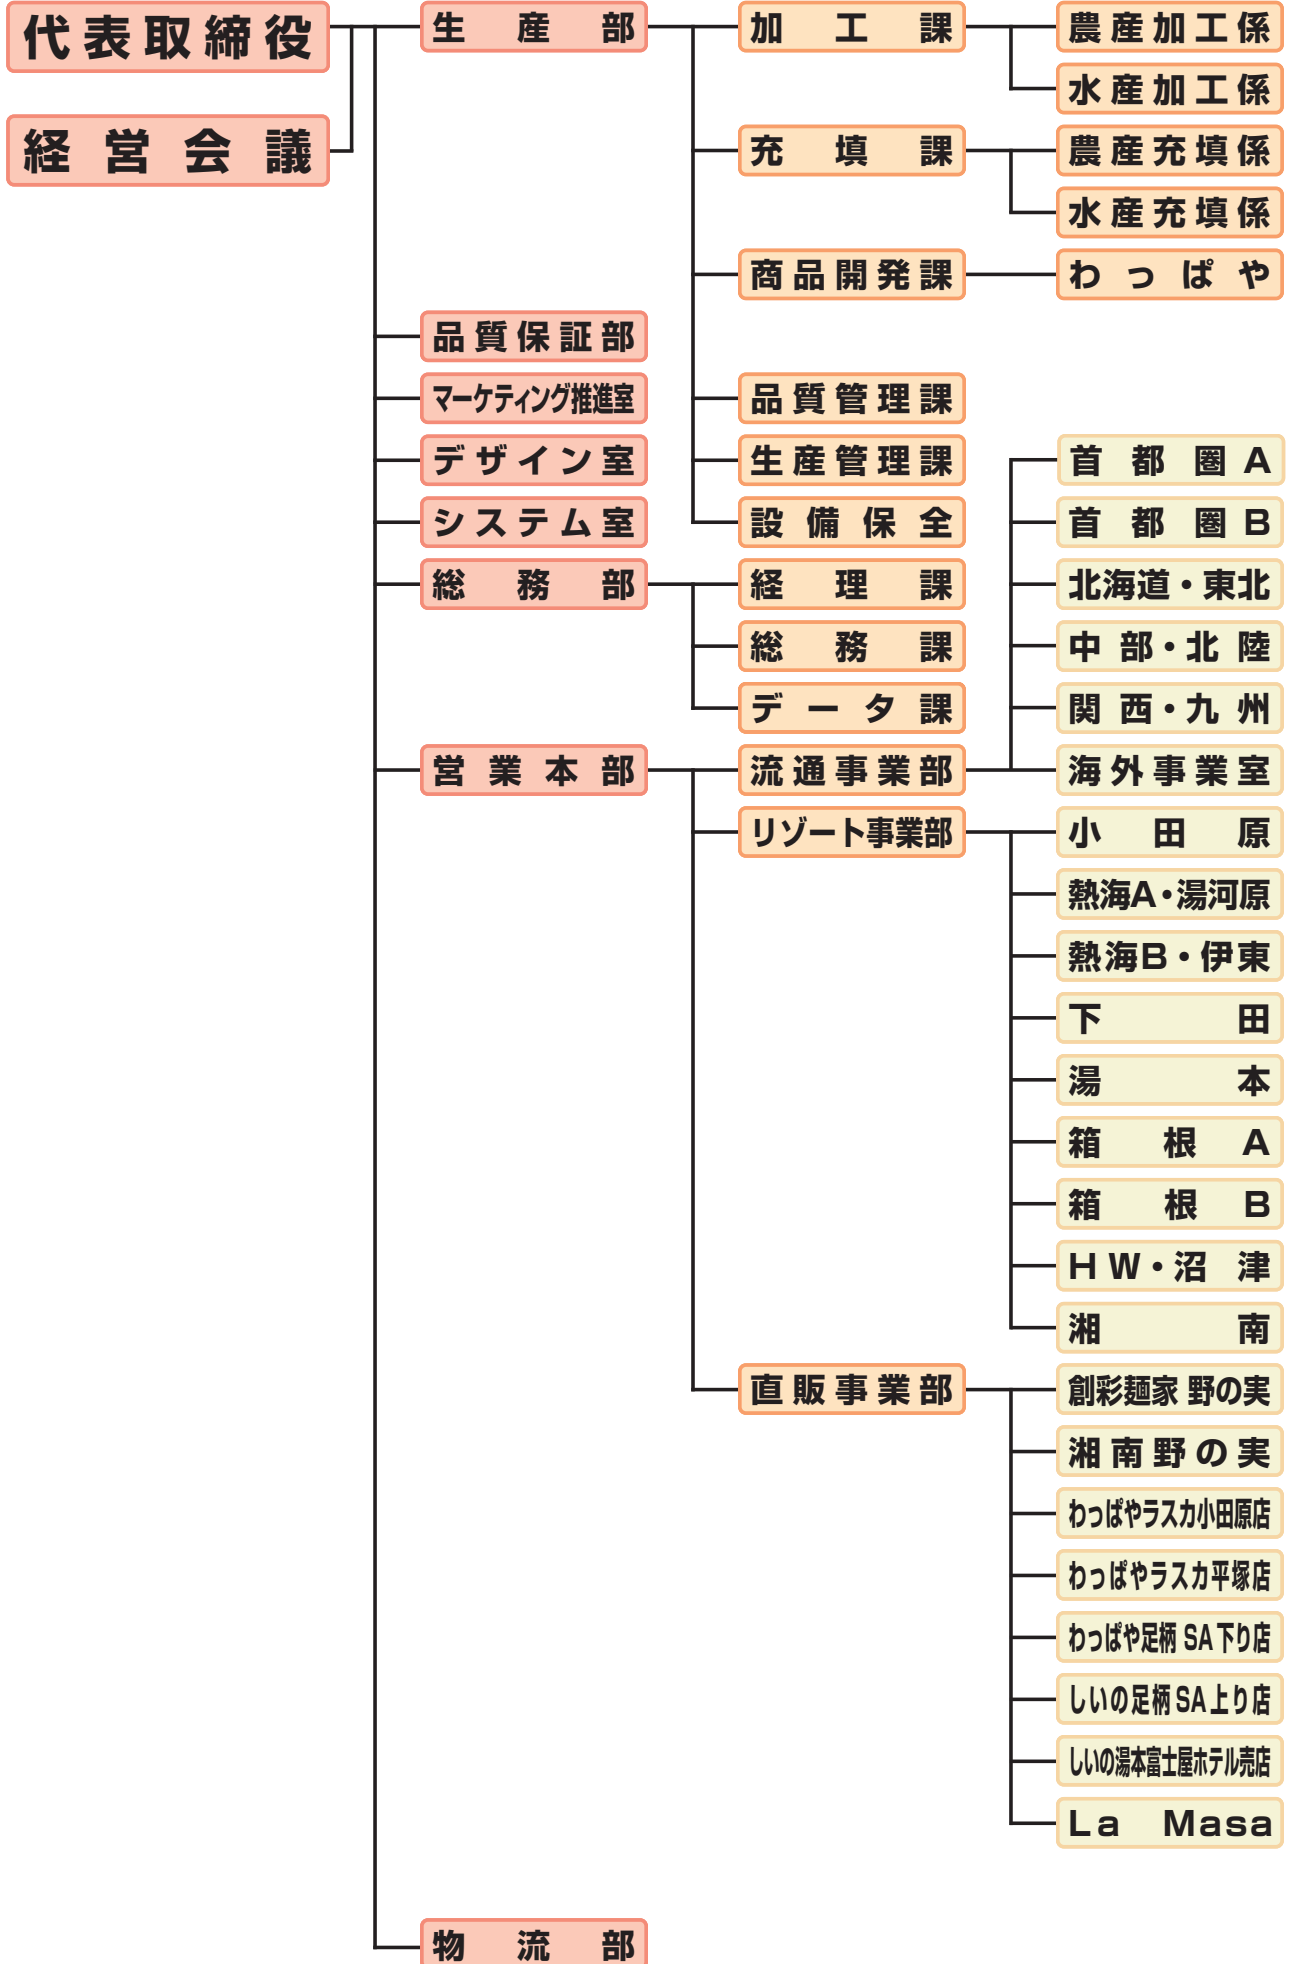 代表取締役
経営会議
生産部
加工課
農産加工係
水産加工係
充填課
農産充填係
水産充填係
商品開発課
わっぱや
品質管理課
生産管理課
設備保全
品質保証部
マーケティング推進室
デザイン室
システム室
総務部
経理課
総務課
データ課
営業本部
流通事業部
首都圏A
首都圏B
北海道・東北
中部・北陸
関西・九州
海外事業室
リゾート事業部
小田原
熱海A・湯河原
熱海B・伊東
下田
湯本
箱根A
箱根B
HW・沼津
湘南
直販事業部
創彩麺家 野の実
湘南野の実
わっぱやラスカ小田原店
わっぱやラスカ平塚店
わっぱや足柄SA下り店
しいの足柄SA上り店
しいの湯本富士屋ホテル売店
La Masa
物流部